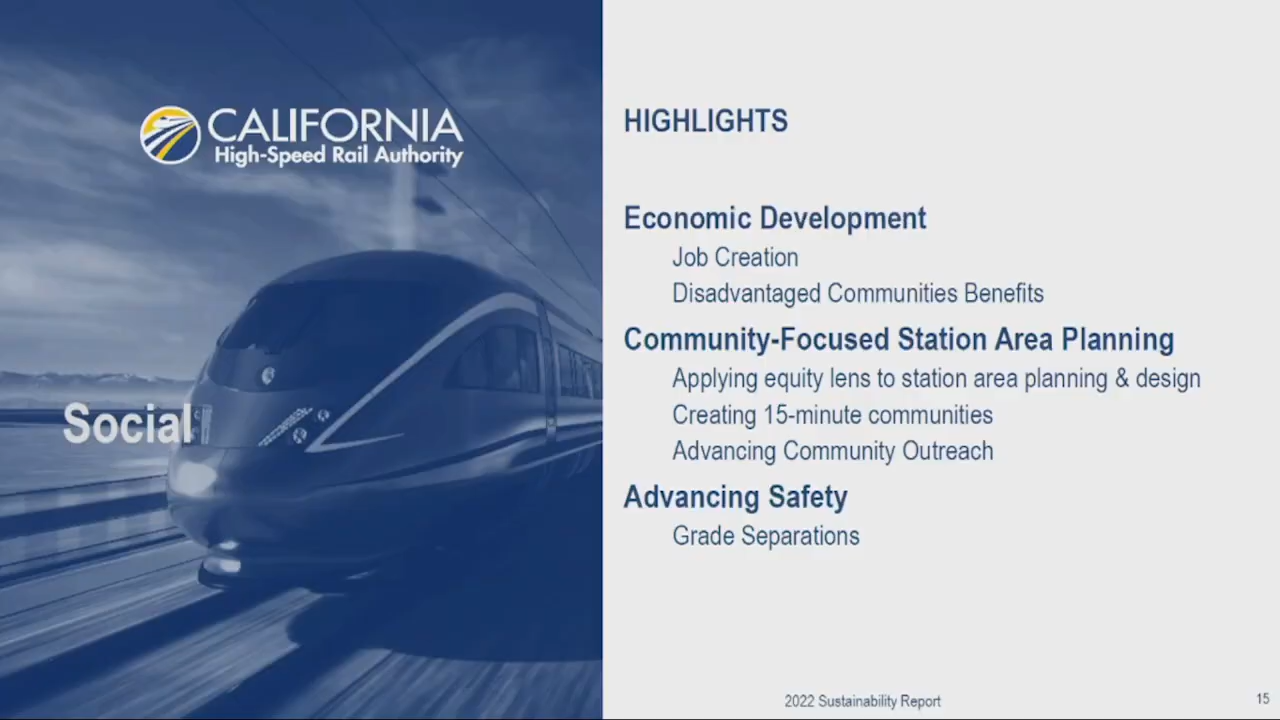 CALIFORNIA
High-Speed Rail Authority
Social
HIGHLIGHTS
Economic Development
Job Creation
Disadvantaged Communities Benefits
Community-Focused Station Area Planning
Applying equity lens to station area planning & design
Creating 15-minute communities
Advancing Community Outreach
Advancing Safety
Grade Separations
2022 Sustainability Report
15